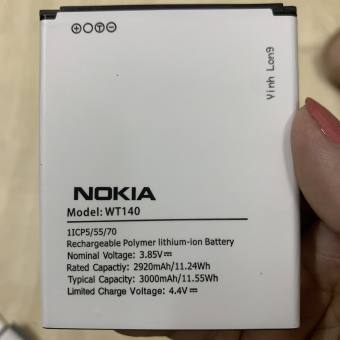 Vinh Long
NOKIA
Model: WT140
1ICP5/55/70
Rechargeable Polymer lithium-ion Battery
Nominal Voltage: 3.85V⎓
Rated Capactiy: 2920mAh/11.24Wh
Typical Capacity: 3000mAh/11.55Wh
Limited Charge Voltage: 4.4V⎓